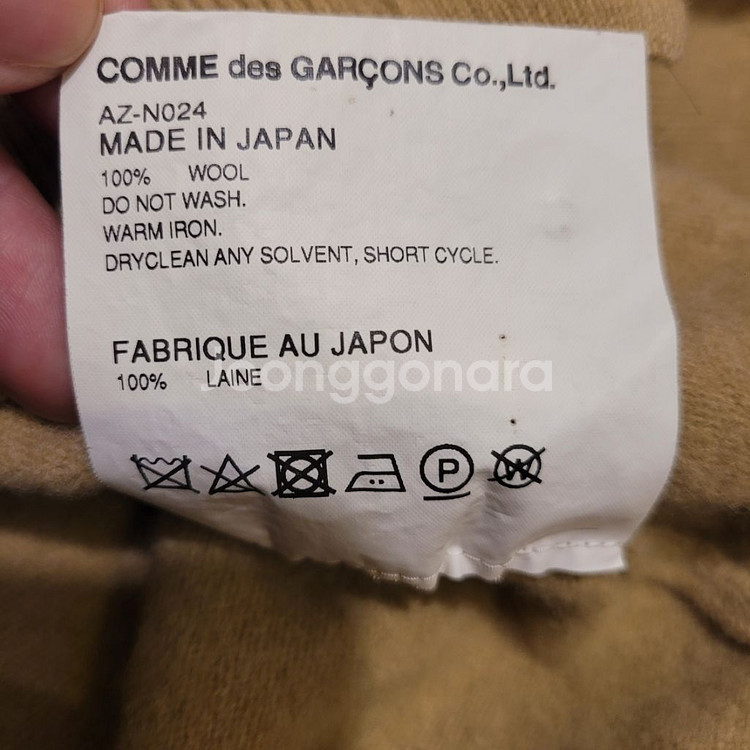 COMME des GARÇONS Co.,Ltd.
AZ-N024
MADE IN JAPAN
100% WOOL
DO NOT WASH.
WARM IRON.
DRYCLEAN ANY SOLVENT, SHORT CYCLE.
FABRIQUE AU JAPON
100% LAINE
Joonggonara
P
W